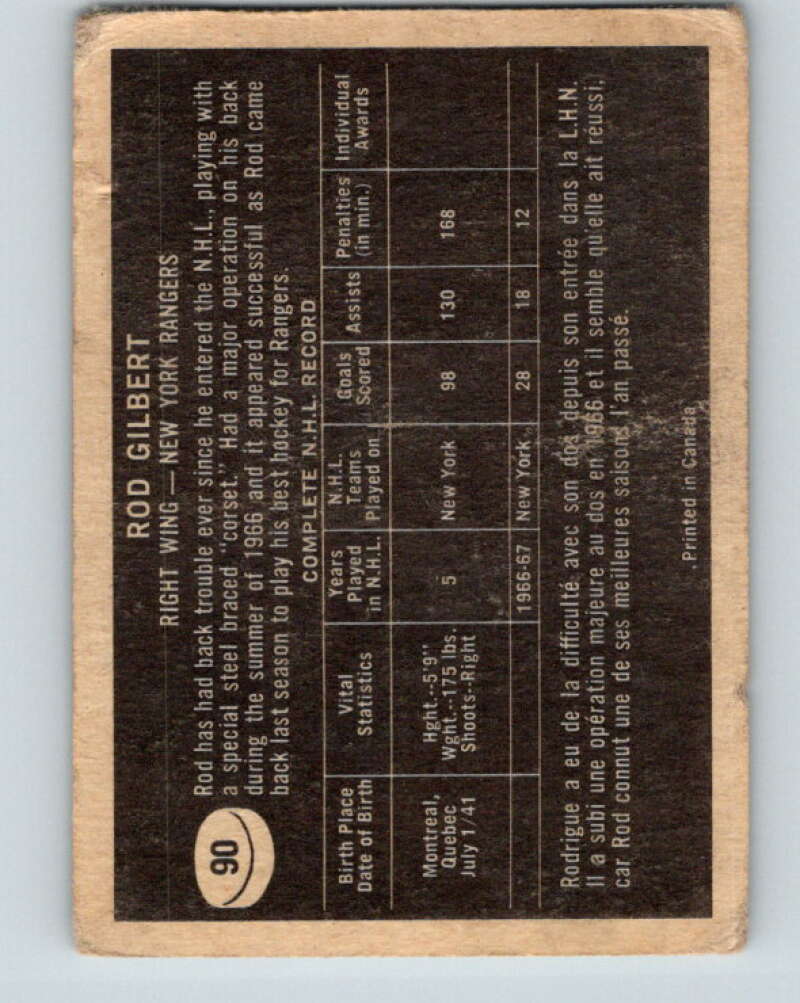 90
ROD GILBERT
RIGHT WING — NEW YORK RANGERS
Rod has had back trouble ever since he entered the N.H.L., playing with
a special steel braced "corset." Had a major operation on his back
during the summer of 1966 and it appeared successful as Rod came
back last season to play his best hockey for Rangers.
COMPLETE N.H.L. RECORD
Birth Place
Date of Birth
Vital
Statistics
Years
Played
in N.H.L.
N.H.L.
Teams
Played on
Goals
Scored
Assists
Penalties
(in min.)
Individual
Awards
Montreal,
Quebec
July 1/41
Hght.--5'9"
Wght.--175 lbs.
Shoots--Right
5
New York
98
130
168
1966-67
New York
28
18
12
Rodrigue a eu de la difficulté avec son dos depuis son entrée dans la L.H.N.
Il a subi une opération majeure au dos en 1966 et il semble qu'elle ait réussi,
car Rod connut une de ses meilleures saisons l'an passé.
Printed in Canada